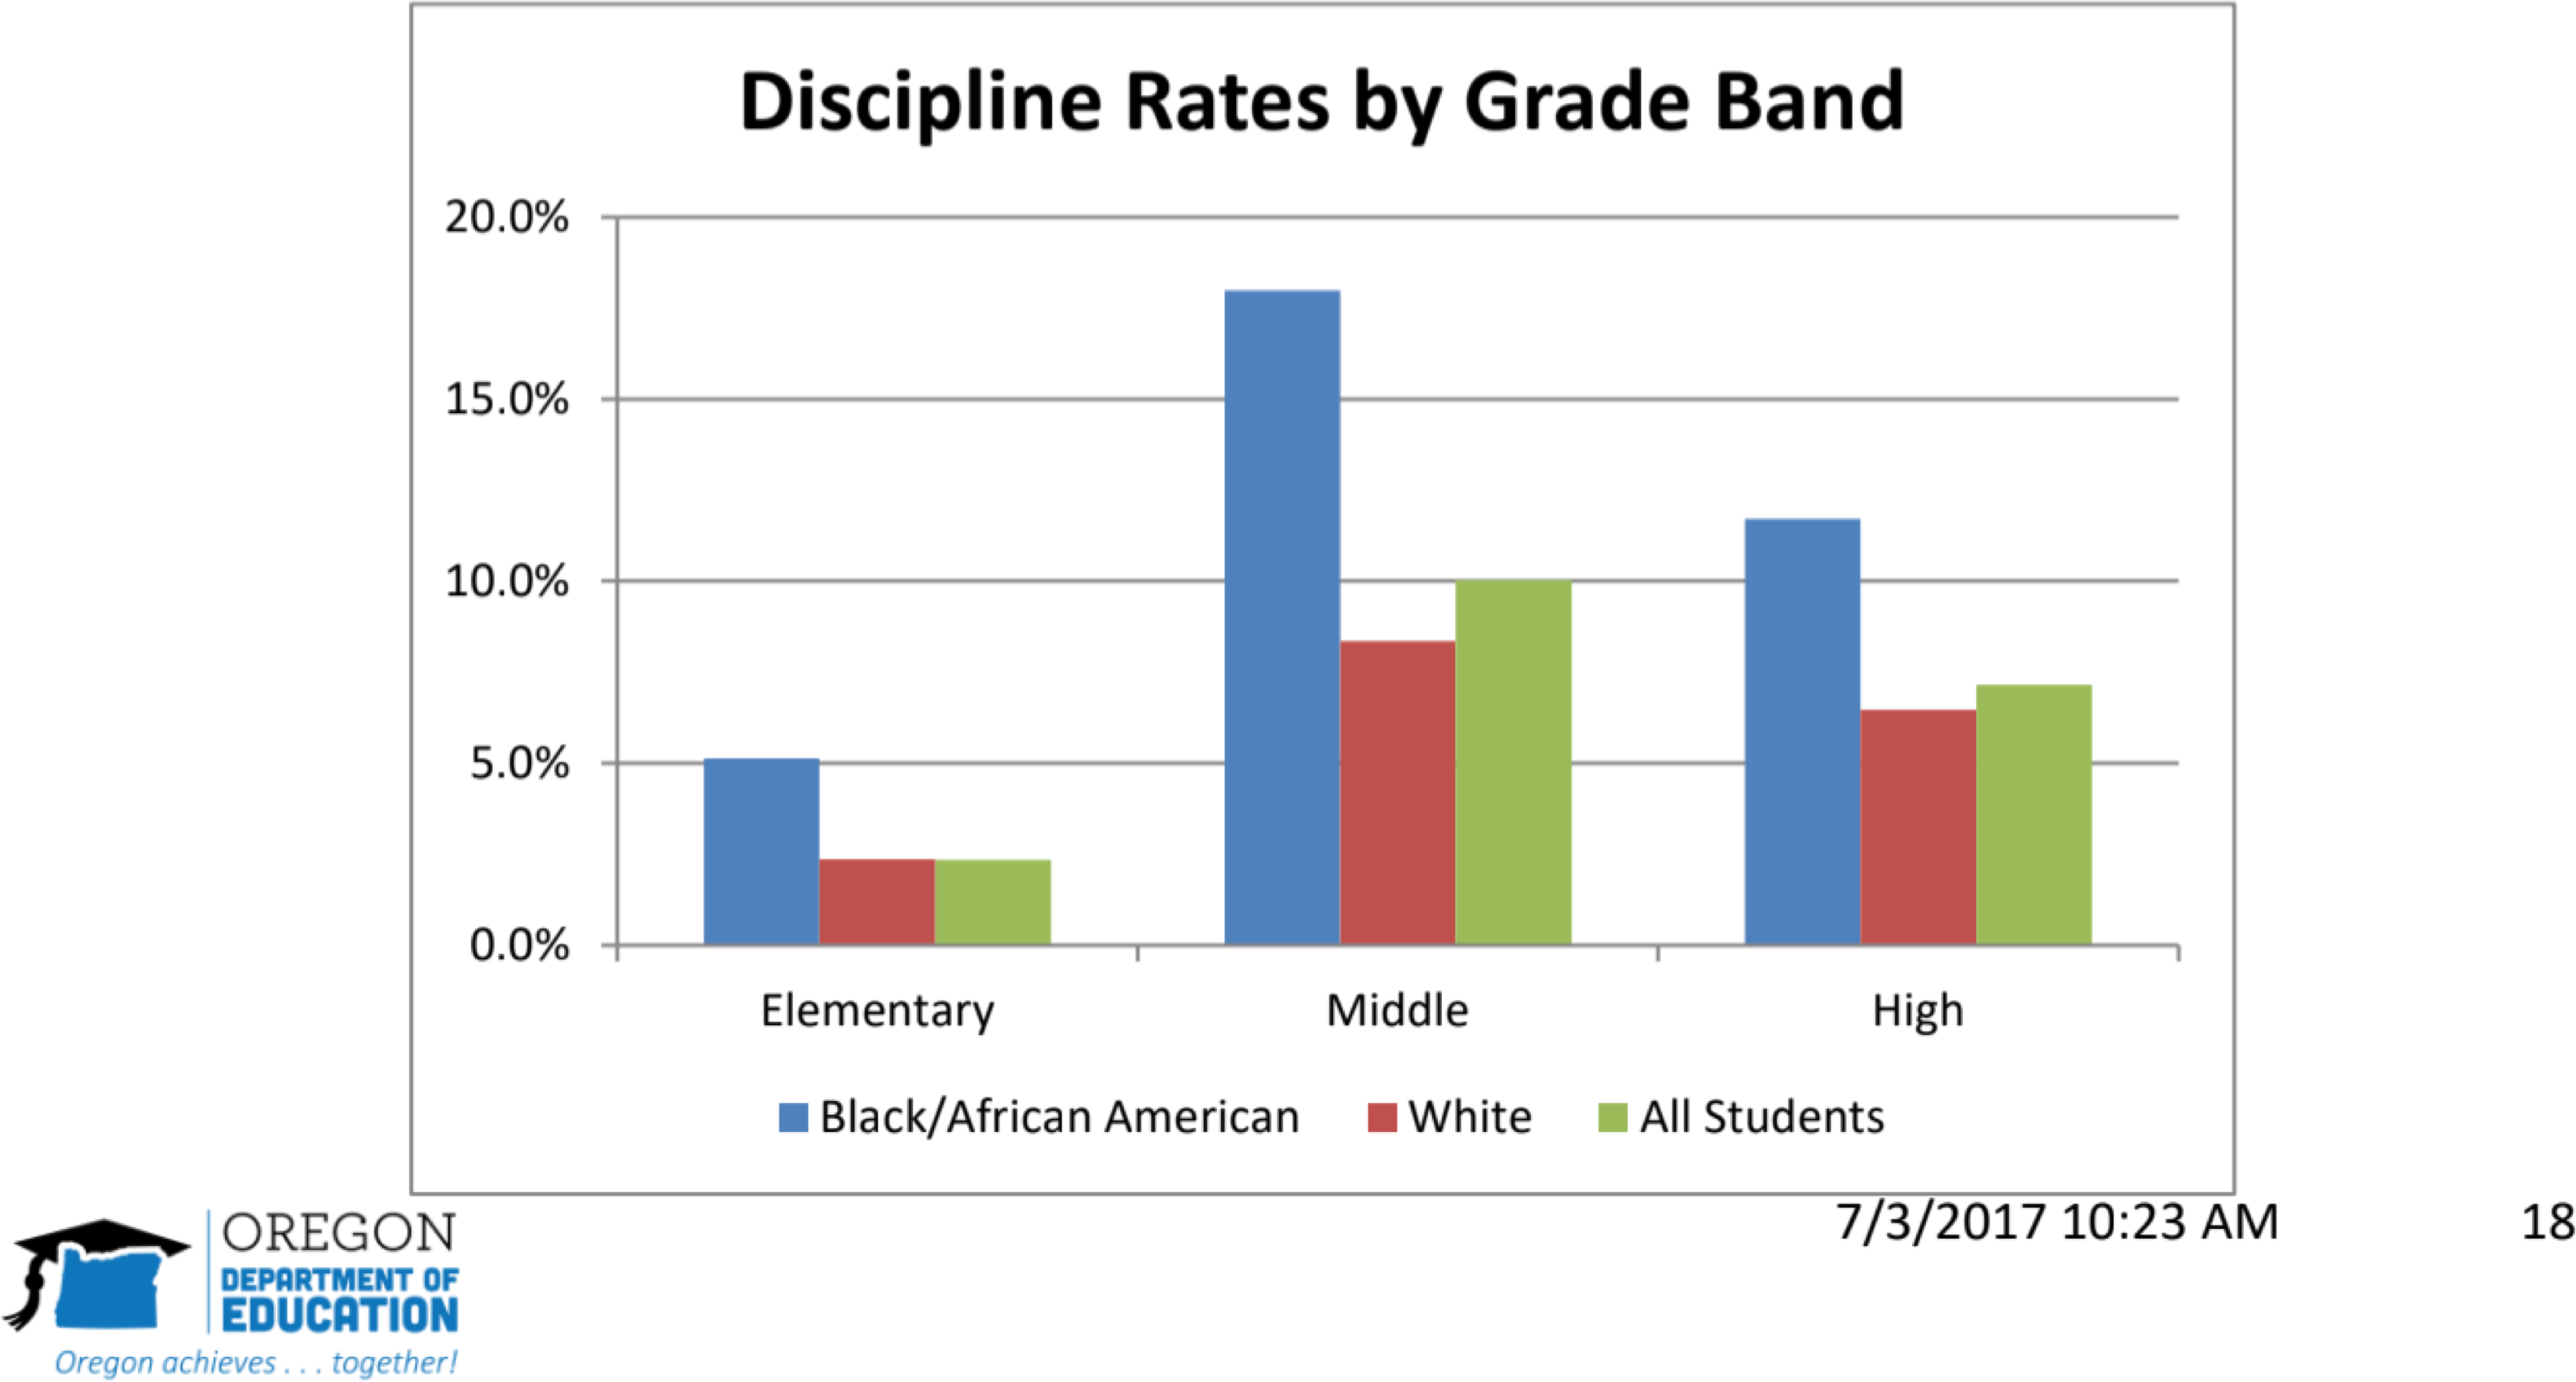 Discipline Rates by Grade Band
20.0%
15.0%
10.0%
5.0%
0.0%
Elementary Middle High
Black/African American White All Students
7/3/2017 10:23 AM 18
OREGON
DEPARTMENT OF
EDUCATION
Oregon achieves . . . together!